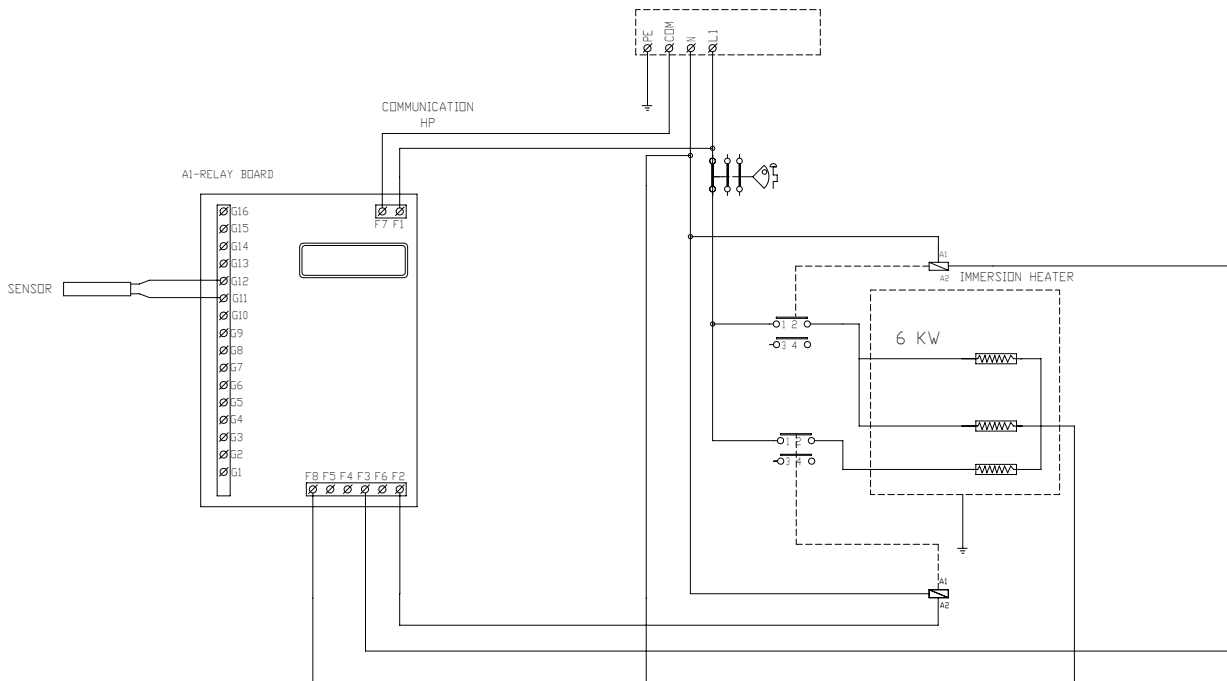 PE
COM
N
L1
COMMUNICATION
HP
A1-RELAY BOARD
G16
G15
G14
G13
G12
G11
G10
G9
G8
G7
G6
G5
G4
G3
G2
G1
F7 F1
SENSOR
F8 F5 F4 F3 F6 F2
A1
A2
IMMERSION HEATER
1 2
3 4
6 KW
1 2
3 4
A1
A2